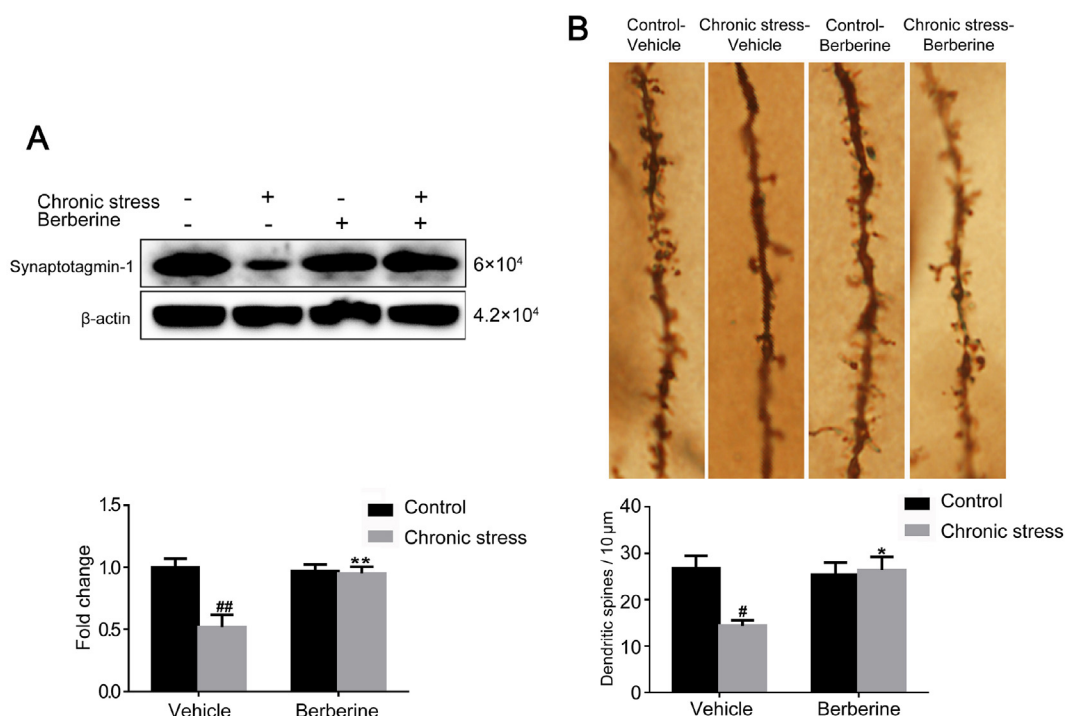 A
Chronic stress - + - +
Berberine - - + +
Synaptotagmin-1 6×10⁴
β-actin 4.2×10⁴
Fold change
1.5
1.0
0.5
0.0
Control
Chronic stress
##
**
Vehicle Berberine
B
Control- Chronic stress- Control- Chronic stress-
Vehicle Vehicle Berberine Berberine
Dendritic spines / 10 μm
40
30
20
10
0
Control
Chronic stress
#
*
Vehicle Berberine